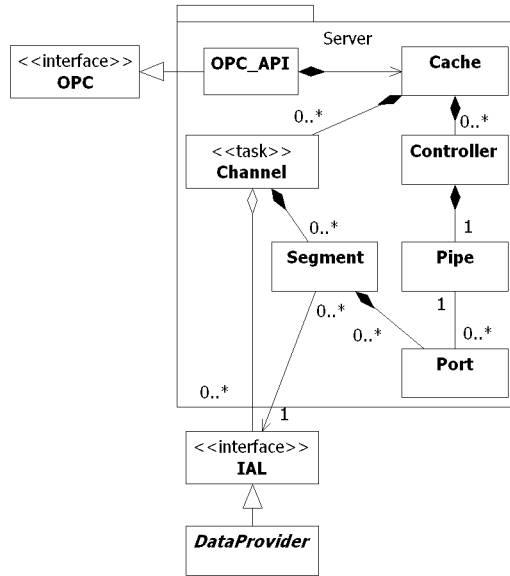 Server
<<interface>>
OPC
OPC_API
Cache
0..*
0..*
<<task>>
Channel
Controller
0..*
1
Segment
Pipe
0..*
1
0..*
0..*
Port
0..*
1
<<interface>>
IAL
DataProvider